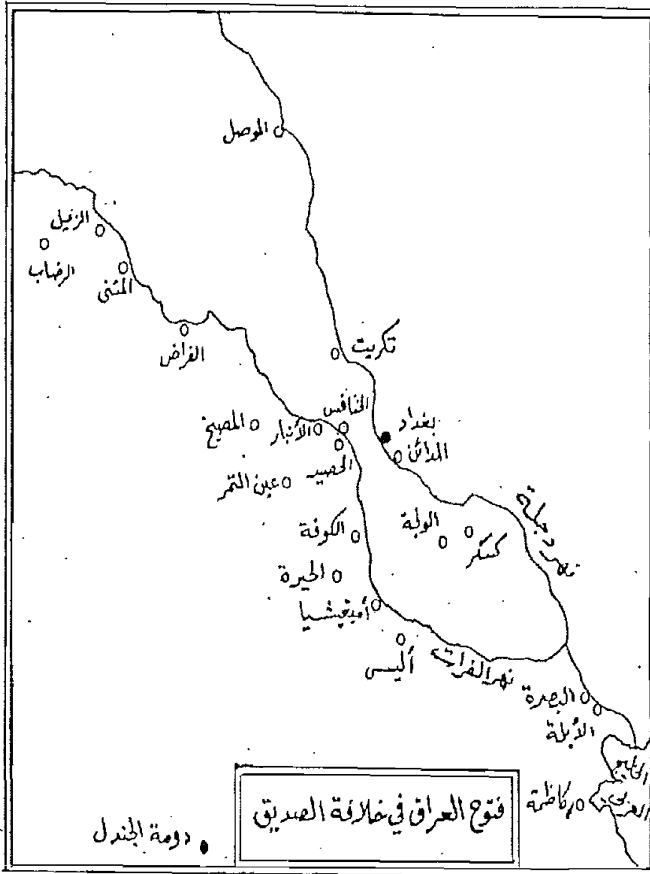 الموصل
الزميل
الرضاب
المثنى
الفراض
تكريت
الخنافس
المصيخ
الأنبار
بغداد
المدائن
الحصيد
عين التمر
نهر دجلة
الولجة
كسكر
الكوفة
الحيرة
أمغيشيا
أليس
نهر الفرات
البصرة
الأبلة
الخليج
العربي
كاظمة
فتوح العراق في خلافة الصديق
دومة الجندل